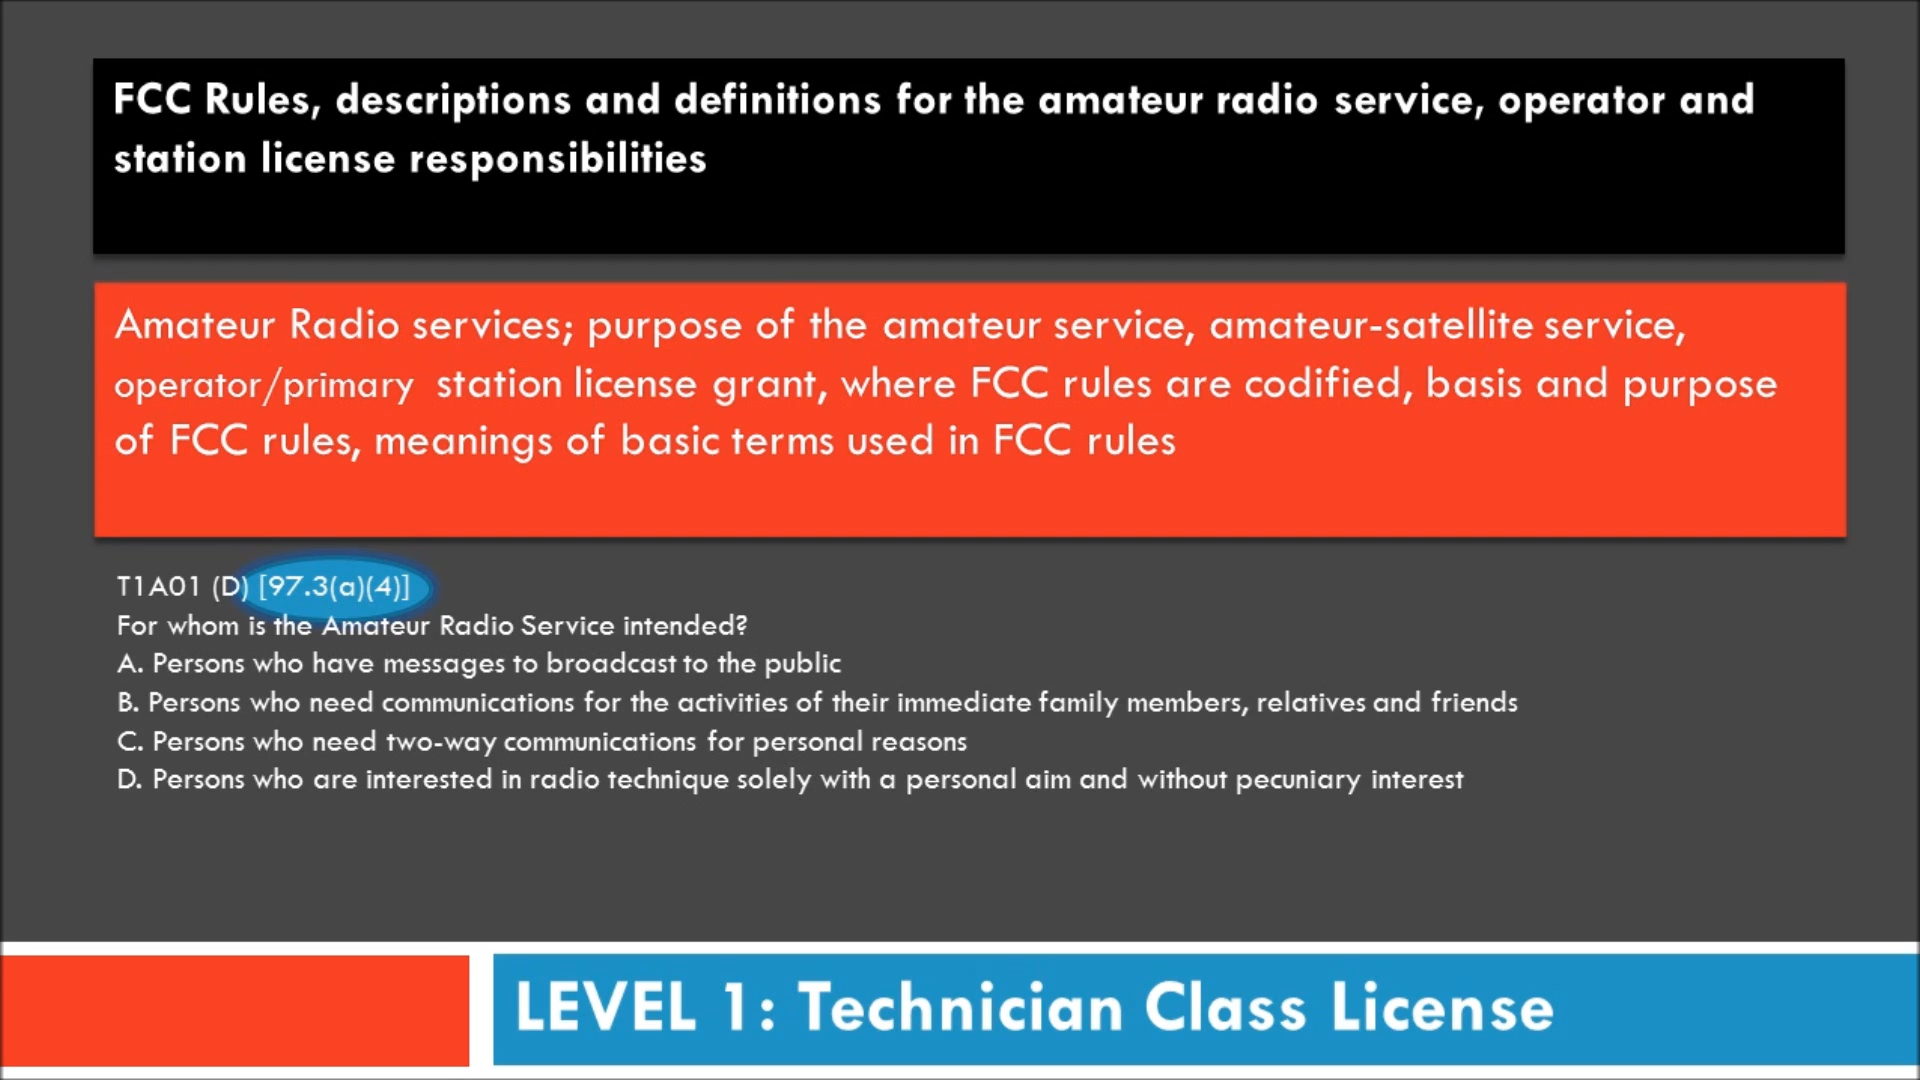 FCC Rules, descriptions and definitions for the amateur radio service, operator and
station license responsibilities
Amateur Radio services; purpose of the amateur service, amateur-satellite service,
operator/primary station license grant, where FCC rules are codified, basis and purpose
of FCC rules, meanings of basic terms used in FCC rules
T1A01 (D) [97.3(a)(4)]
For whom is the Amateur Radio Service intended?
A. Persons who have messages to broadcast to the public
B. Persons who need communications for the activities of their immediate family members, relatives and friends
C. Persons who need two-way communications for personal reasons
D. Persons who are interested in radio technique solely with a personal aim and without pecuniary interest
LEVEL 1: Technician Class License